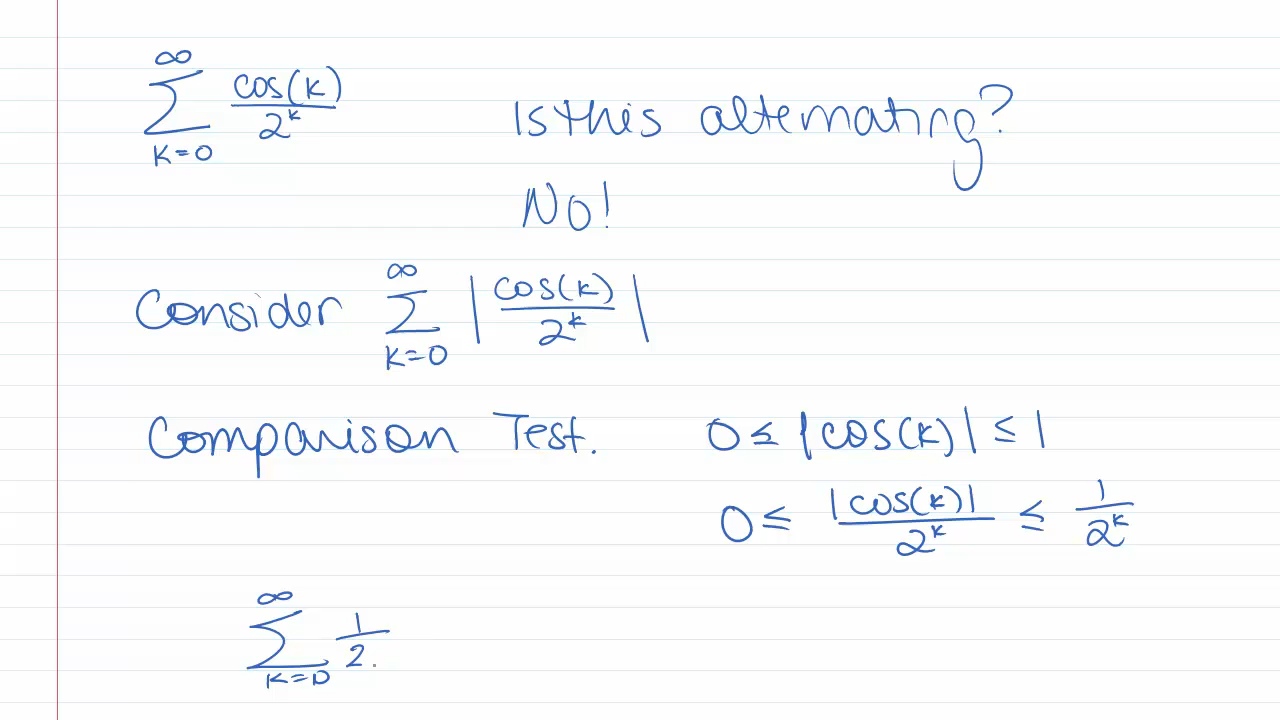 ∞
∑ cos(k)/2^k Is this alternating?
k=0
No!
Consider ∑_{k=0}^{∞} |cos(k)/2^k|
Comparison Test. 0 ≤ |cos(k)| ≤ 1
0 ≤ |cos(k)|/2^k ≤ 1/2^k
∑_{k=0}^{∞} 1/2